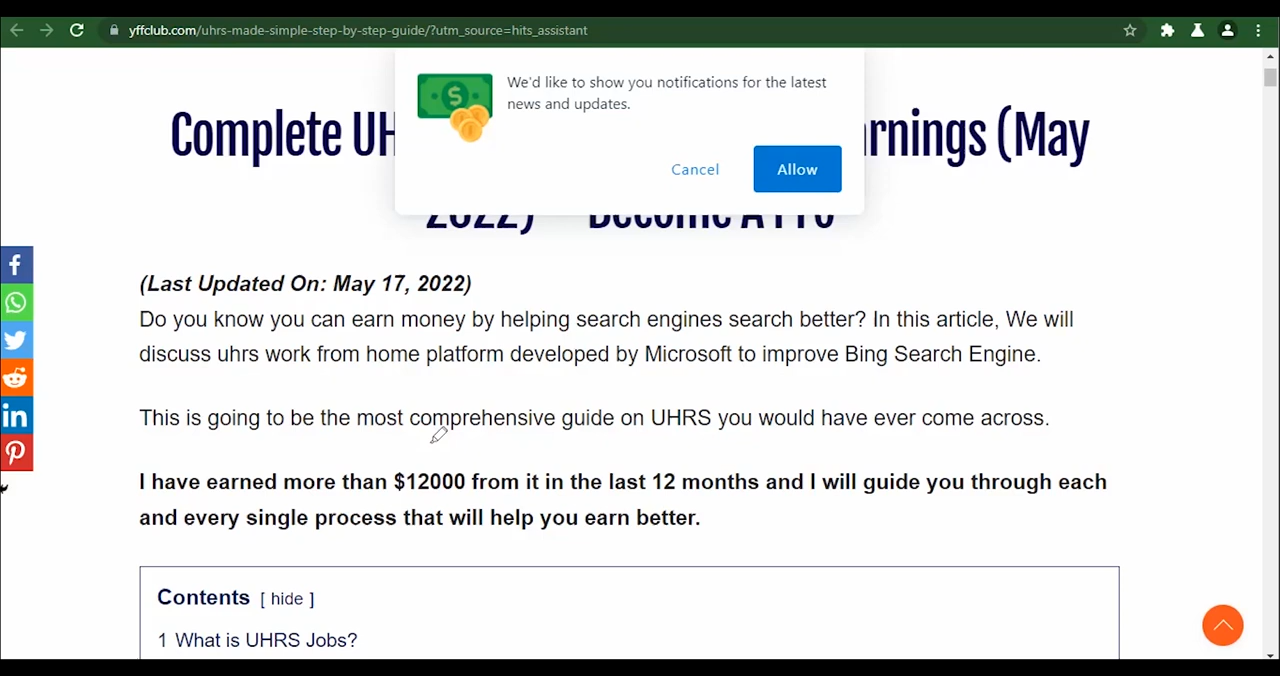 yffclub.com/uhrs-made-simple-step-by-step-guide/?utm_source=hits_assistant
We'd like to show you notifications for the latest
news and updates.
Cancel
Allow
Complete rnings (May
2022) Become A Pro
(Last Updated On: May 17, 2022)
Do you know you can earn money by helping search engines search better? In this article, We will
discuss uhrs work from home platform developed by Microsoft to improve Bing Search Engine.
This is going to be the most comprehensive guide on UHRS you would have ever come across.
I have earned more than $12000 from it in the last 12 months and I will guide you through each
and every single process that will help you earn better.
Contents [ hide ]
1 What is UHRS Jobs?